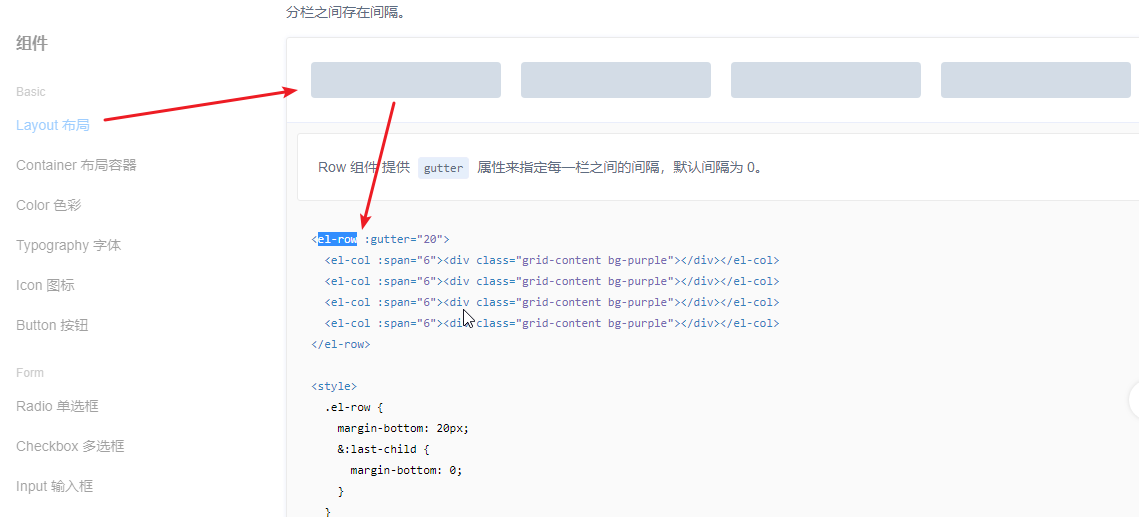 分栏之间存在间隔。
组件
Basic
Layout 布局
Container 布局容器
Color 色彩
Typography 字体
Icon 图标
Button 按钮
Form
Radio 单选框
Checkbox 多选框
Input 输入框
Row 组件 提供 gutter 属性来指定每一栏之间的间隔，默认间隔为 0。
<el-row :gutter="20">
  <el-col :span="6"><div class="grid-content bg-purple"></div></el-col>
  <el-col :span="6"><div class="grid-content bg-purple"></div></el-col>
  <el-col :span="6"><div class="grid-content bg-purple"></div></el-col>
  <el-col :span="6"><div class="grid-content bg-purple"></div></el-col>
</el-row>
<style>
  .el-row {
    margin-bottom: 20px;
    &:last-child {
      margin-bottom: 0;
    }
  }